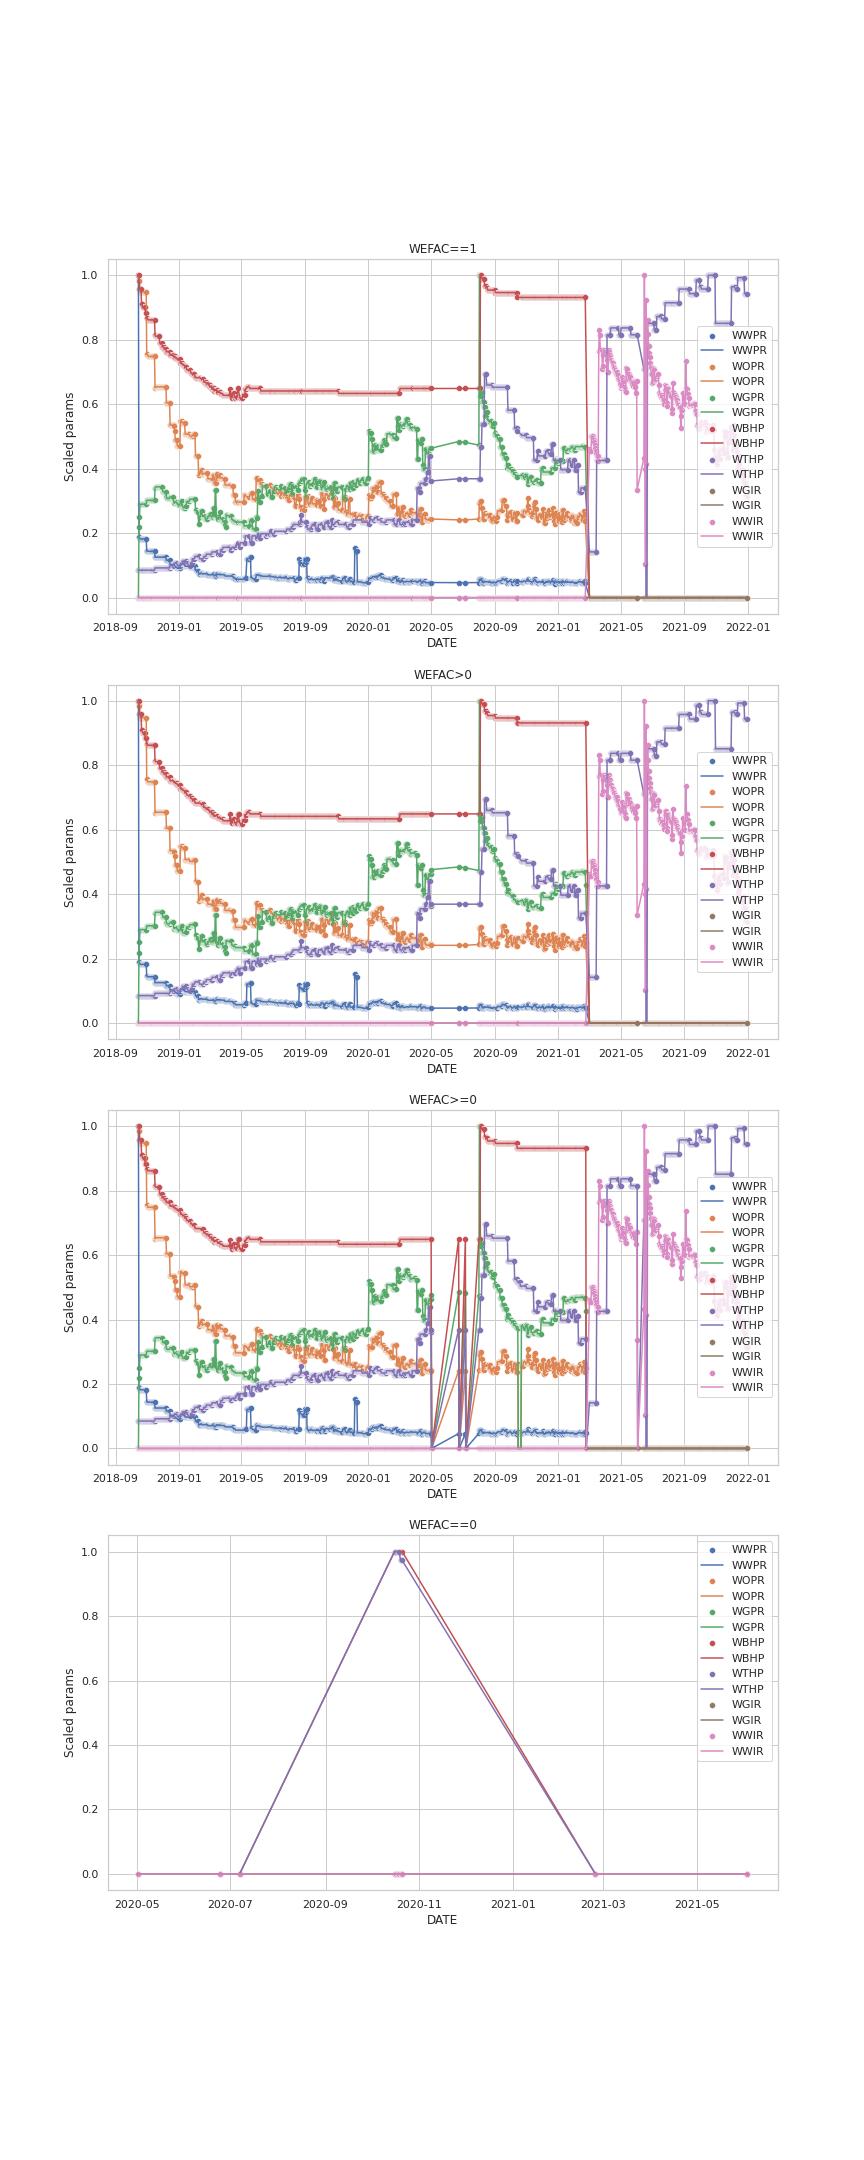 WEFAC==1
1.0
0.8
0.6
0.4
0.2
0.0
Scaled params
WWPR
WWPR
WOPR
WOPR
WGPR
WGPR
WBHP
WBHP
WTHP
WTHP
WGIR
WGIR
WWIR
WWIR
2018-09 2019-01 2019-05 2019-09 2020-01 2020-05 2020-09 2021-01 2021-05 2021-09 2022-01
DATE
WEFAC>0
1.0
0.8
0.6
0.4
0.2
0.0
Scaled params
WWPR
WWPR
WOPR
WOPR
WGPR
WGPR
WBHP
WBHP
WTHP
WTHP
WGIR
WGIR
WWIR
WWIR
2018-09 2019-01 2019-05 2019-09 2020-01 2020-05 2020-09 2021-01 2021-05 2021-09 2022-01
DATE
WEFAC>=0
1.0
0.8
0.6
0.4
0.2
0.0
Scaled params
WWPR
WWPR
WOPR
WOPR
WGPR
WGPR
WBHP
WBHP
WTHP
WTHP
WGIR
WGIR
WWIR
WWIR
2018-09 2019-01 2019-05 2019-09 2020-01 2020-05 2020-09 2021-01 2021-05 2021-09 2022-01
DATE
WEFAC==0
1.0
0.8
0.6
0.4
0.2
0.0
Scaled params
WWPR
WWPR
WOPR
WOPR
WGPR
WGPR
WBHP
WBHP
WTHP
WTHP
WGIR
WGIR
WWIR
WWIR
2020-05 2020-07 2020-09 2020-11 2021-01 2021-03 2021-05
DATE